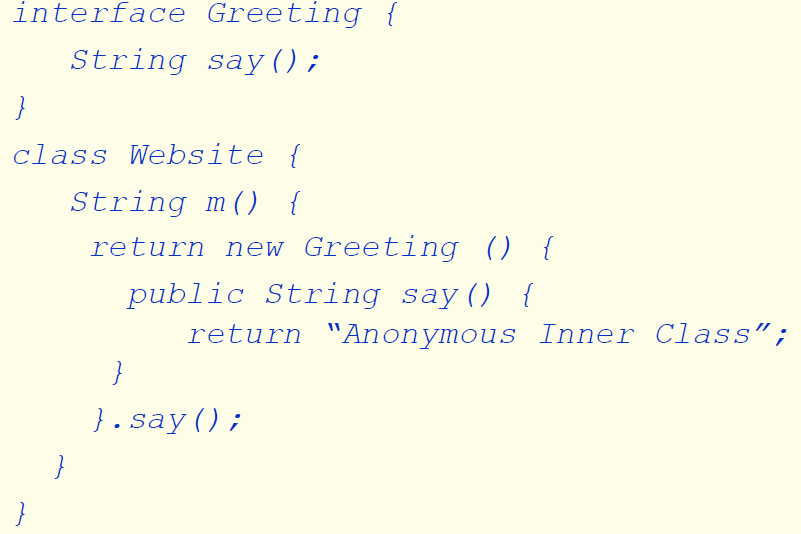 interface Greeting {
String say();
}
class Website {
String m() {
return new Greeting () {
public String say() {
return “Anonymous Inner Class”;
}
}.say();
}
}